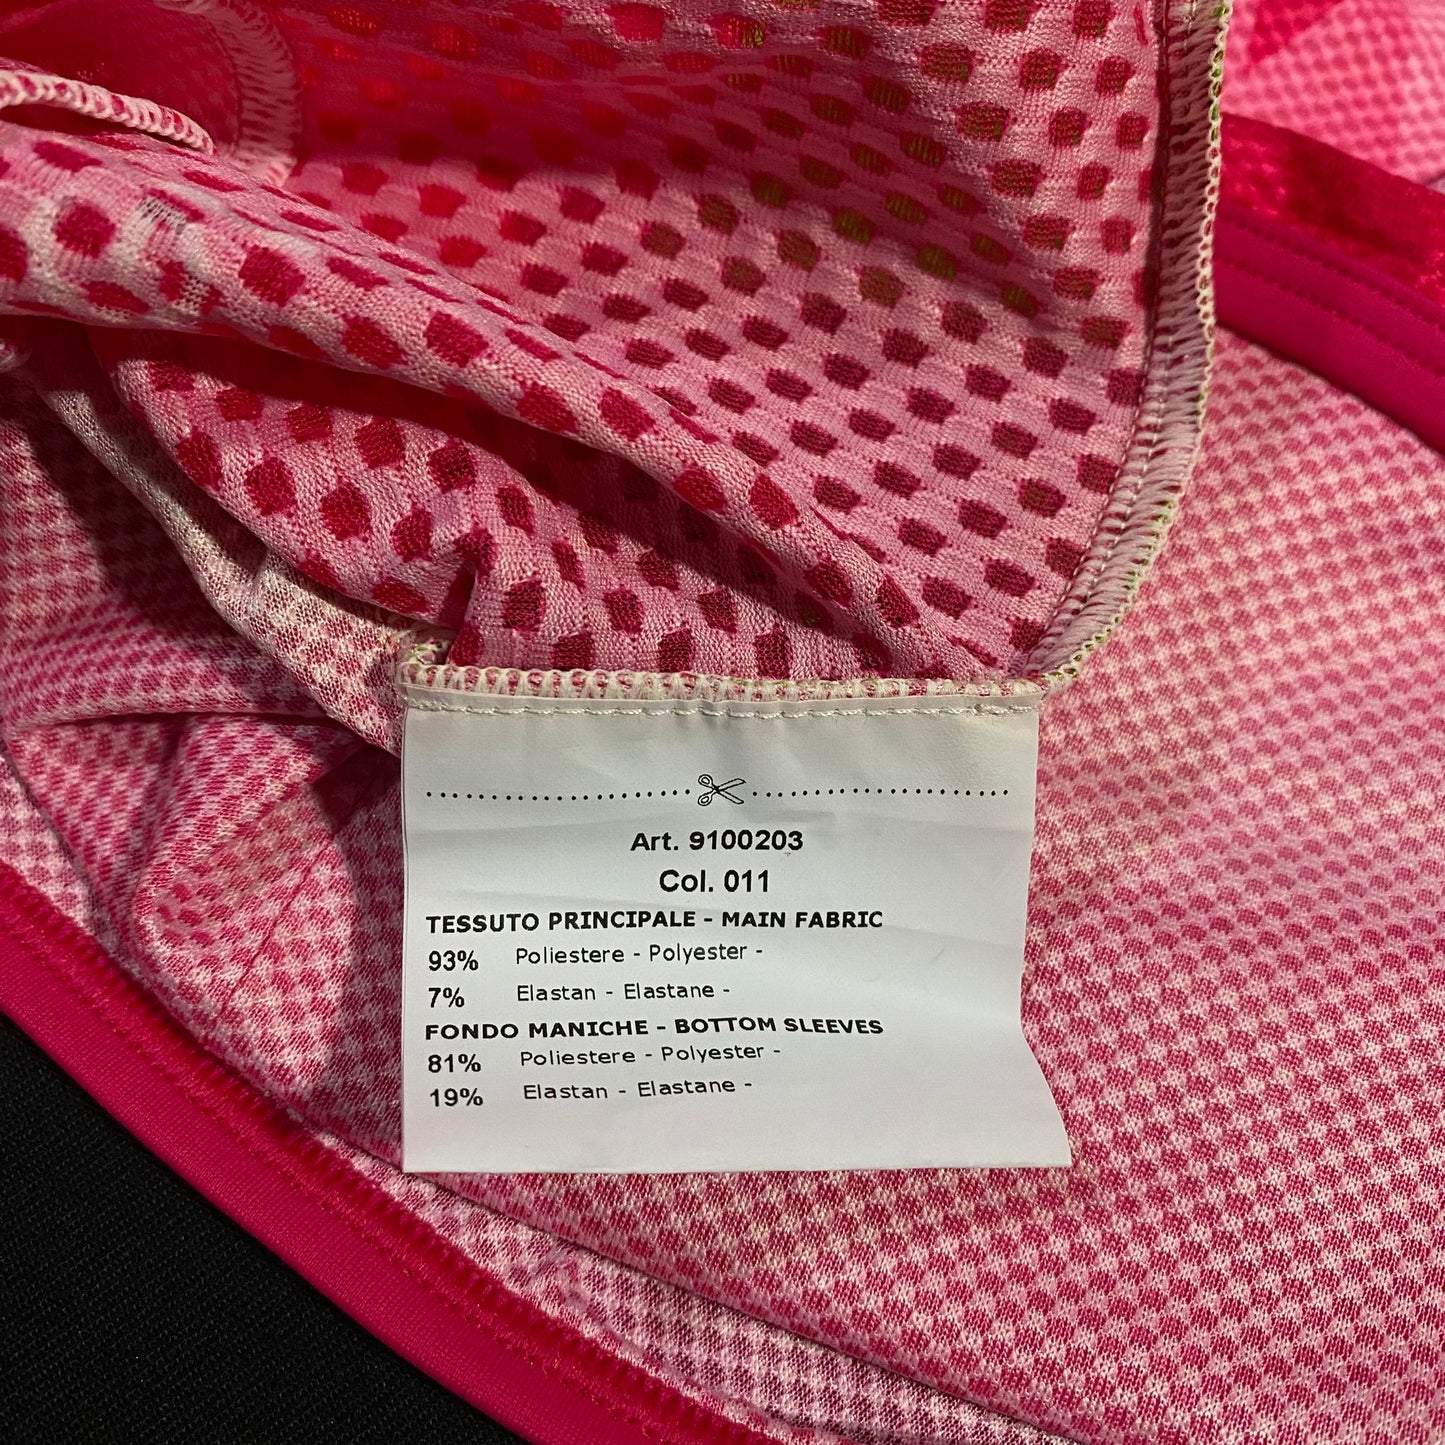 Art. 9100203
Col. 011
TESSUTO PRINCIPALE - MAIN FABRIC
93% Poliestere - Polyester -
7% Elastan - Elastane -
FONDO MANICHE - BOTTOM SLEEVES
81% Poliestere - Polyester -
19% Elastan - Elastane -